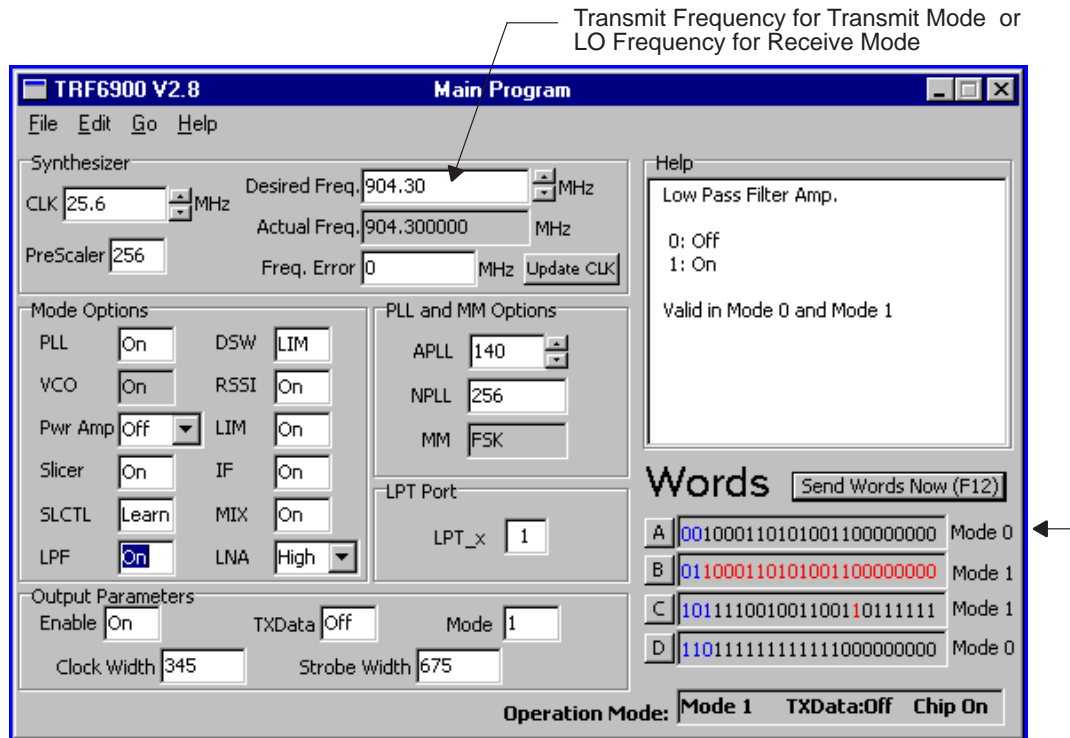 Transmit Frequency for Transmit Mode or
LO Frequency for Receive Mode
TRF6900 V2.8 Main Program
File Edit Go Help
Synthesizer
CLK 25.6 MHz
PreScaler 256
Desired Freq. 904.30 MHz
Actual Freq. 904.300000 MHz
Freq. Error 0 MHz Update CLK
Help
Low Pass Filter Amp.
0: Off
1: On
Valid in Mode 0 and Mode 1
Mode Options
PLL On DSW LIM
VCO On RSSI On
Pwr Amp Off LIM On
Slicer On IF On
SLCTL Learn MIX On
LPF On LNA High
PLL and MM Options
APLL 140
NPLL 256
MM FSK
LPT Port
LPT_x 1
Words Send Words Now (F12)
A 001000110101001100000000 Mode 0
B 011000110101001100000000 Mode 1
C 101111001001100110111111 Mode 1
D 110111111111111000000000 Mode 0
Output Parameters
Enable On TXData Off Mode 1
Clock Width 345 Strobe Width 675
Operation Mode: Mode 1 TXData:Off Chip On